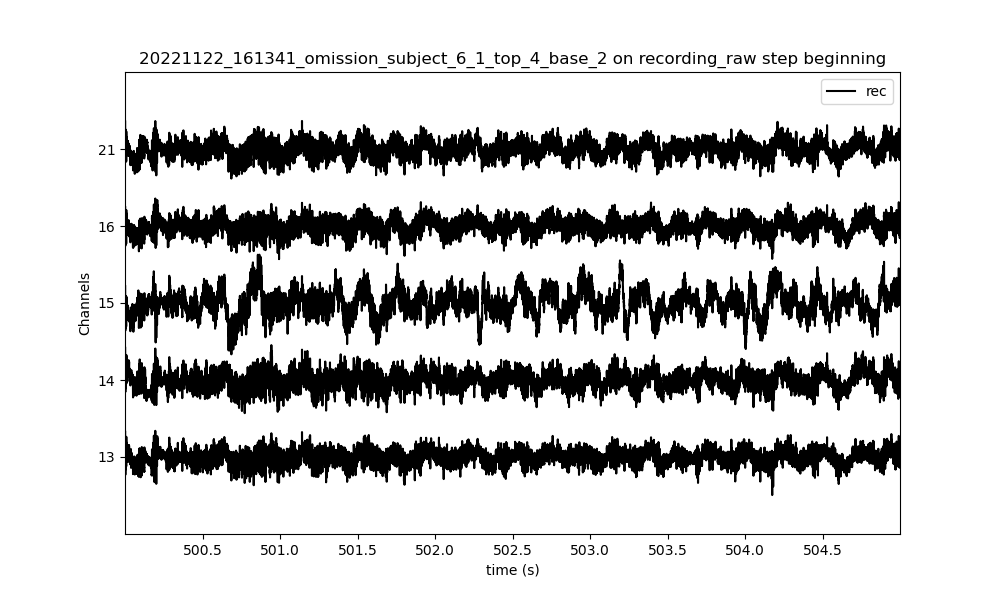 20221122_161341_omission_subject_6_1_top_4_base_2 on recording_raw step beginning
rec
21
16
15
14
13
Channels
500.5 501.0 501.5 502.0 502.5 503.0 503.5 504.0 504.5
time (s)